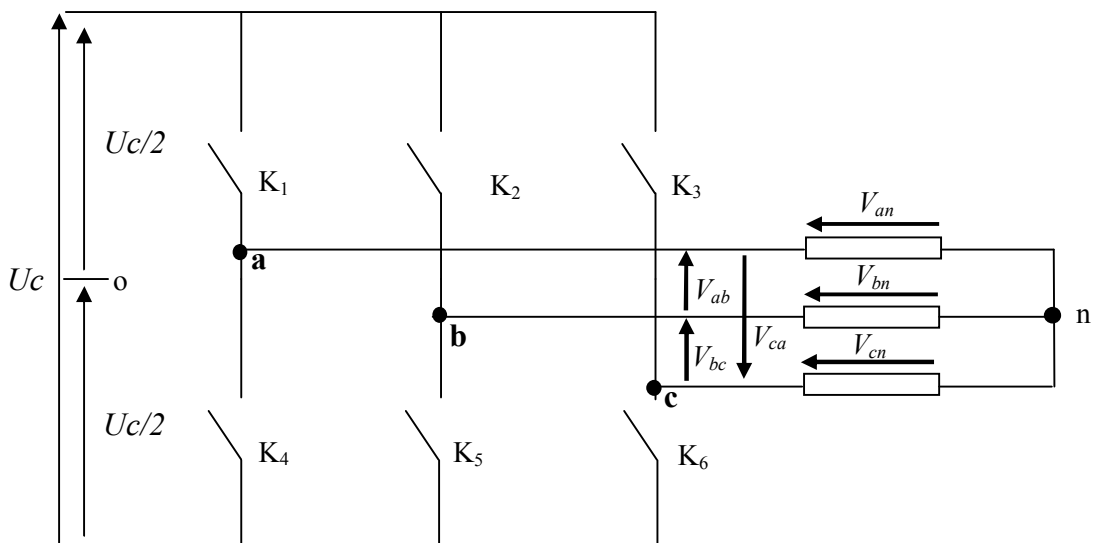 Uc/2
K1
K2
K3
Van
a
Uc
o
Vab
Vbn
n
b
Vbc
Vca
Vcn
c
Uc/2
K4
K5
K6